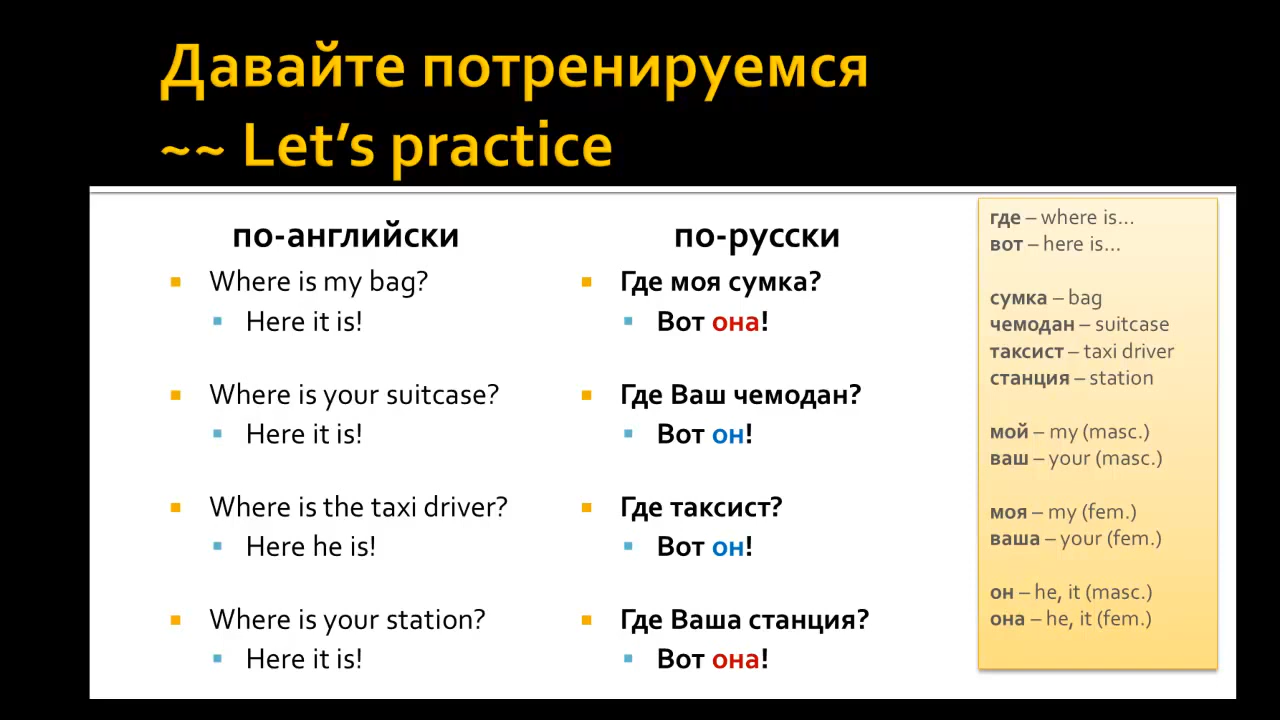 Давайте потренируемся
~~ Let's practice
по-английски
Where is my bag?
Here it is!
Where is your suitcase?
Here it is!
Where is the taxi driver?
Here he is!
Where is your station?
Here it is!
по-русски
Где моя сумка?
Вот она!
Где Ваш чемодан?
Вот он!
Где таксист?
Вот он!
Где Ваша станция?
Вот она!
где – where is...
вот – here is...
сумка – bag
чемодан – suitcase
таксист – taxi driver
станция – station
мой – my (masc.)
ваш – your (masc.)
моя – my (fem.)
ваша – your (fem.)
он – he, it (masc.)
она – he, it (fem.)